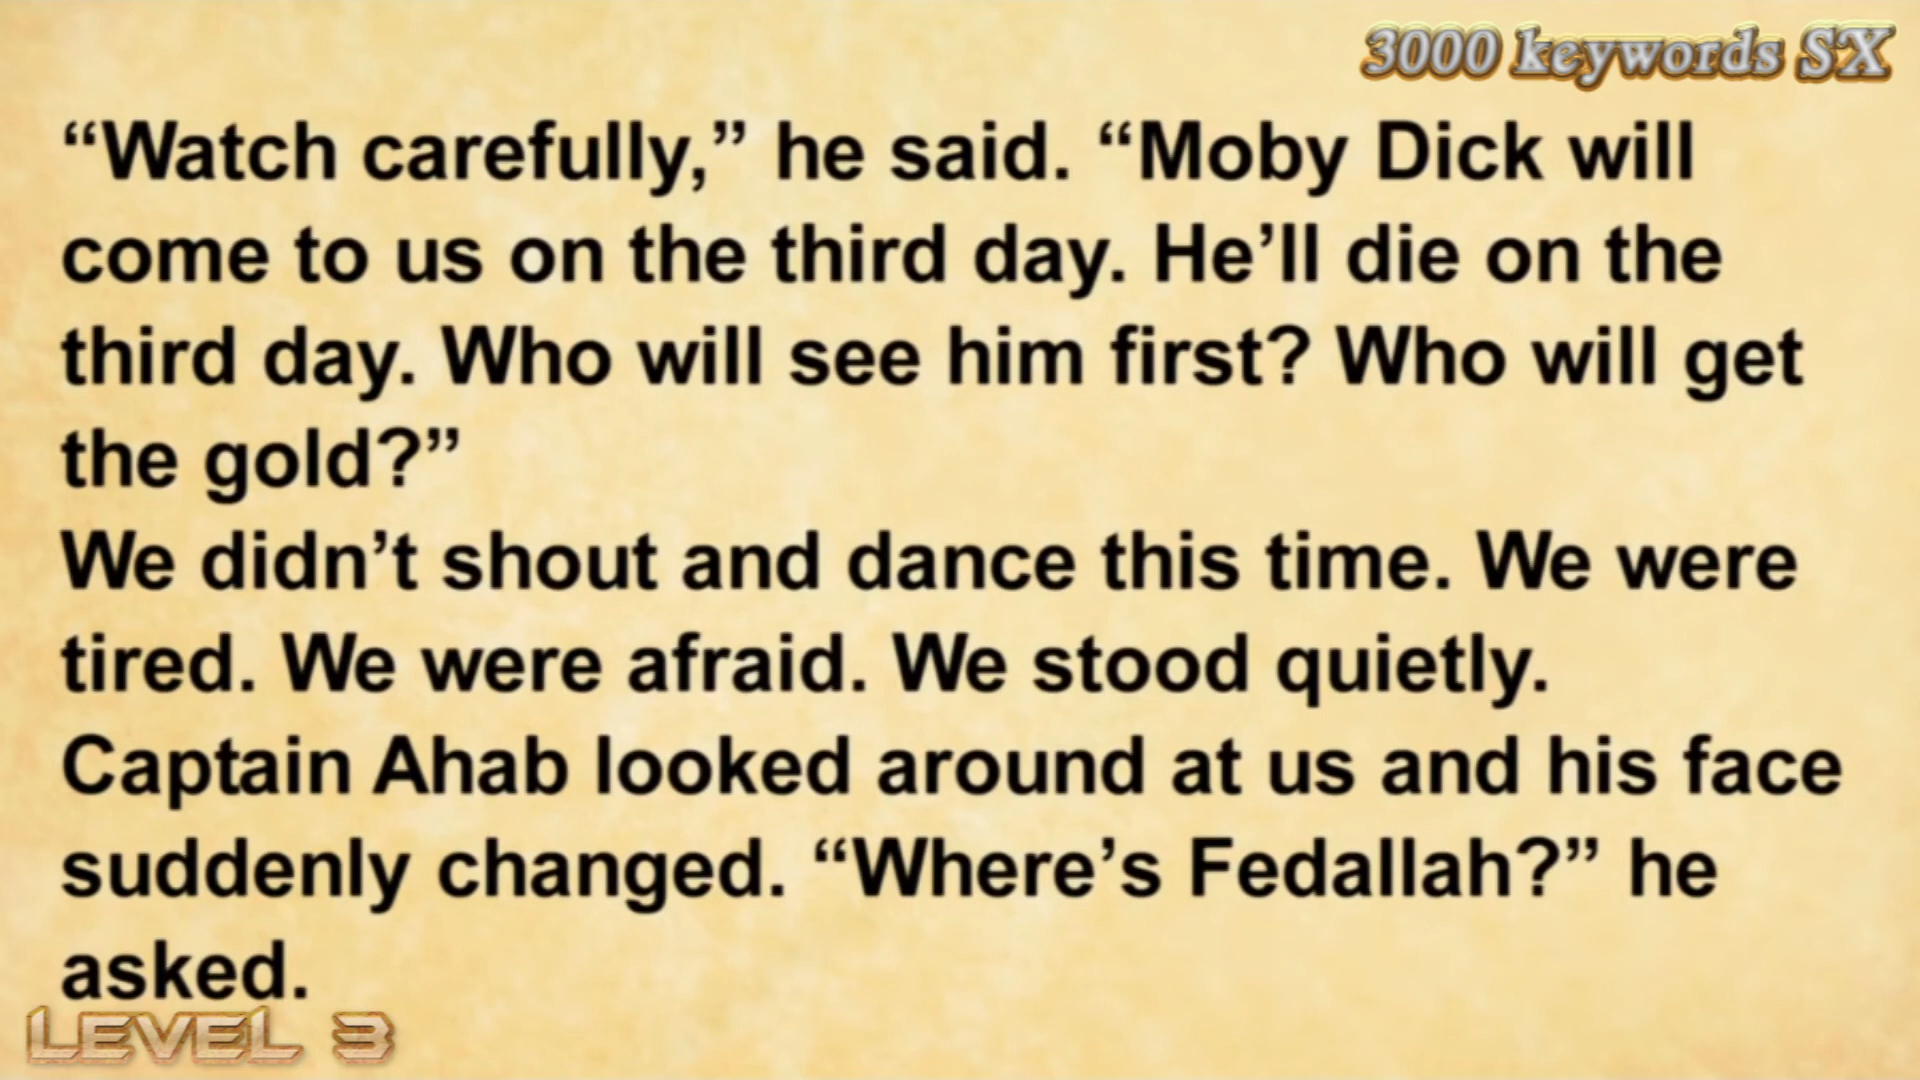 3000 keywords SX
“Watch carefully,” he said. “Moby Dick will
come to us on the third day. He’ll die on the
third day. Who will see him first? Who will get
the gold?”
We didn’t shout and dance this time. We were
tired. We were afraid. We stood quietly.
Captain Ahab looked around at us and his face
suddenly changed. “Where’s Fedallah?” he
asked.
LEVEL 3